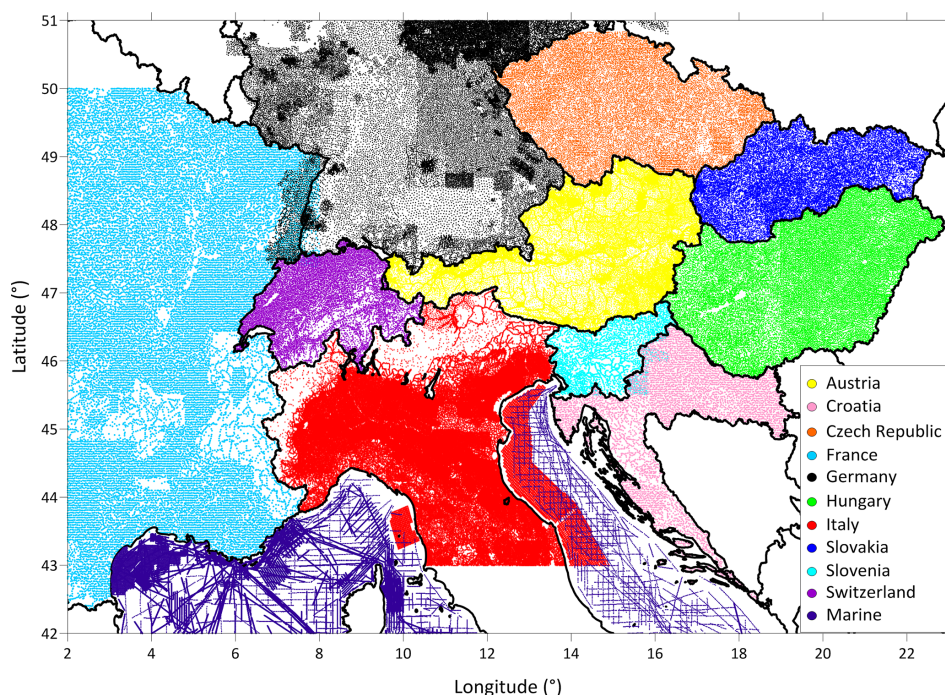 51
50
49
48
47
46
45
44
43
42
Latitude (°)
Austria
Croatia
Czech Republic
France
Germany
Hungary
Italy
Slovakia
Slovenia
Switzerland
Marine
2 4 6 8 10 12 14 16 18 20 22
Longitude (°)